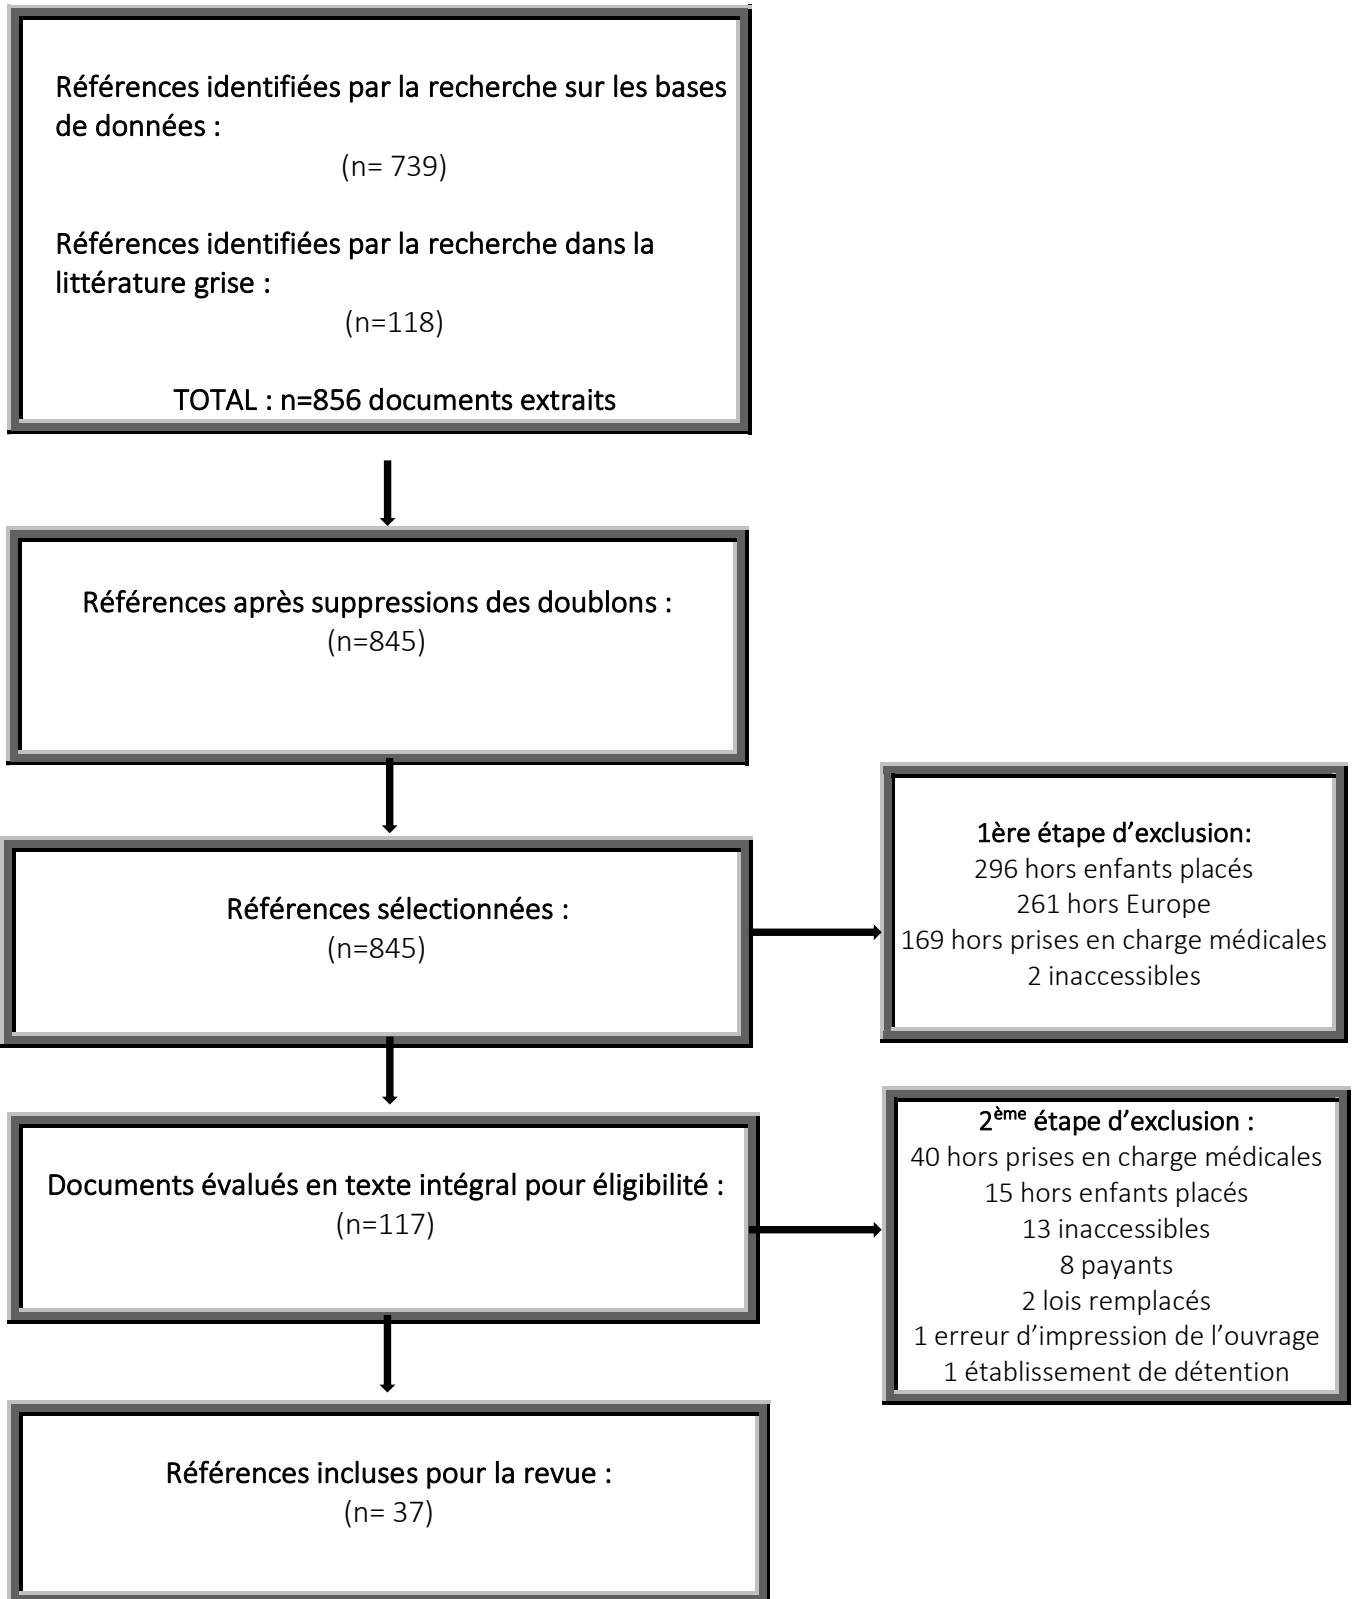 Références identifiées par la recherche sur les bases
de données :
(n= 739)
Références identifiées par la recherche dans la
littérature grise :
(n=118)
TOTAL : n=856 documents extraits
Références après suppressions des doublons :
(n=845)
Références sélectionnées :
(n=845)
1ère étape d’exclusion:
296 hors enfants placés
261 hors Europe
169 hors prises en charge médicales
2 inaccessibles
Documents évalués en texte intégral pour éligibilité :
(n=117)
2ème étape d’exclusion :
40 hors prises en charge médicales
15 hors enfants placés
13 inaccessibles
8 payants
2 lois remplacés
1 erreur d’impression de l’ouvrage
1 établissement de détention
Références incluses pour la revue :
(n= 37)